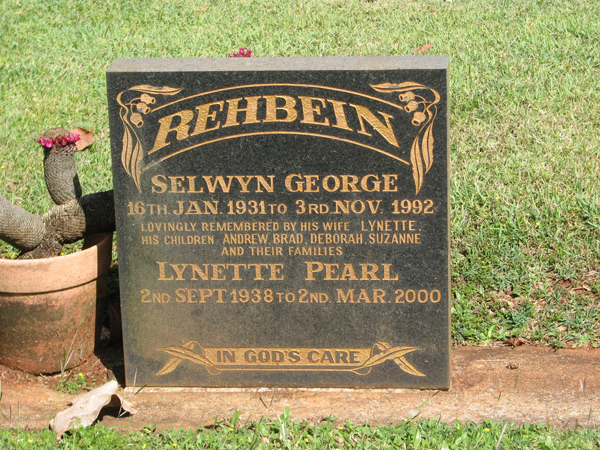 REHBEIN
SELWYN GEORGE
16TH JAN. 1931 TO 3RD NOV. 1992
LOVINGLY REMEMBERED BY HIS WIFE LYNETTE.
HIS CHILDREN ANDREW, BRAD, DEBORAH, SUZANNE
AND THEIR FAMILIES
LYNETTE PEARL
2ND SEPT 1938 TO 2ND MAR. 2000
IN GOD'S CARE